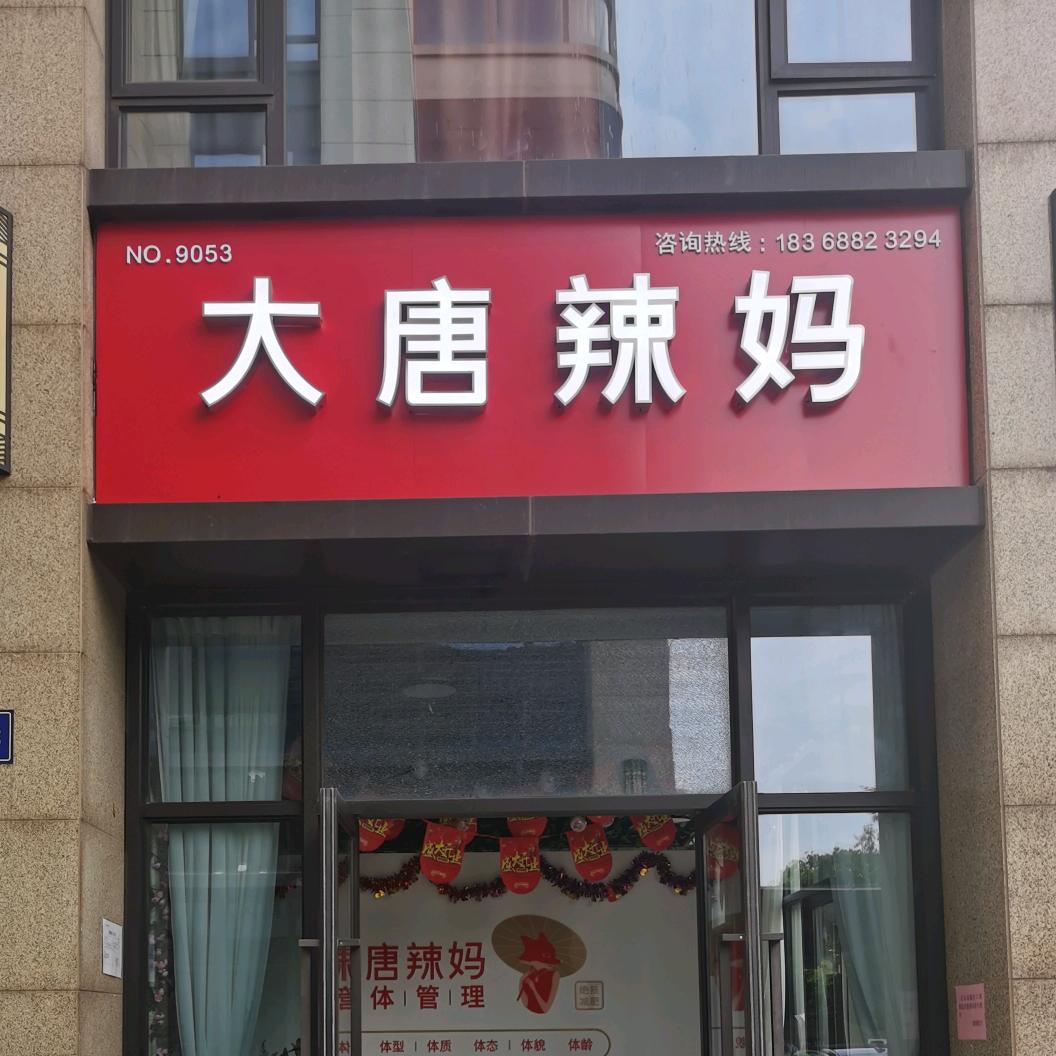 NO.9053
咨询热线：183 6882 3294
大唐辣妈
唐辣妈
体 | 管 | 理
体型 | 体质 体态 | 体貌 体龄